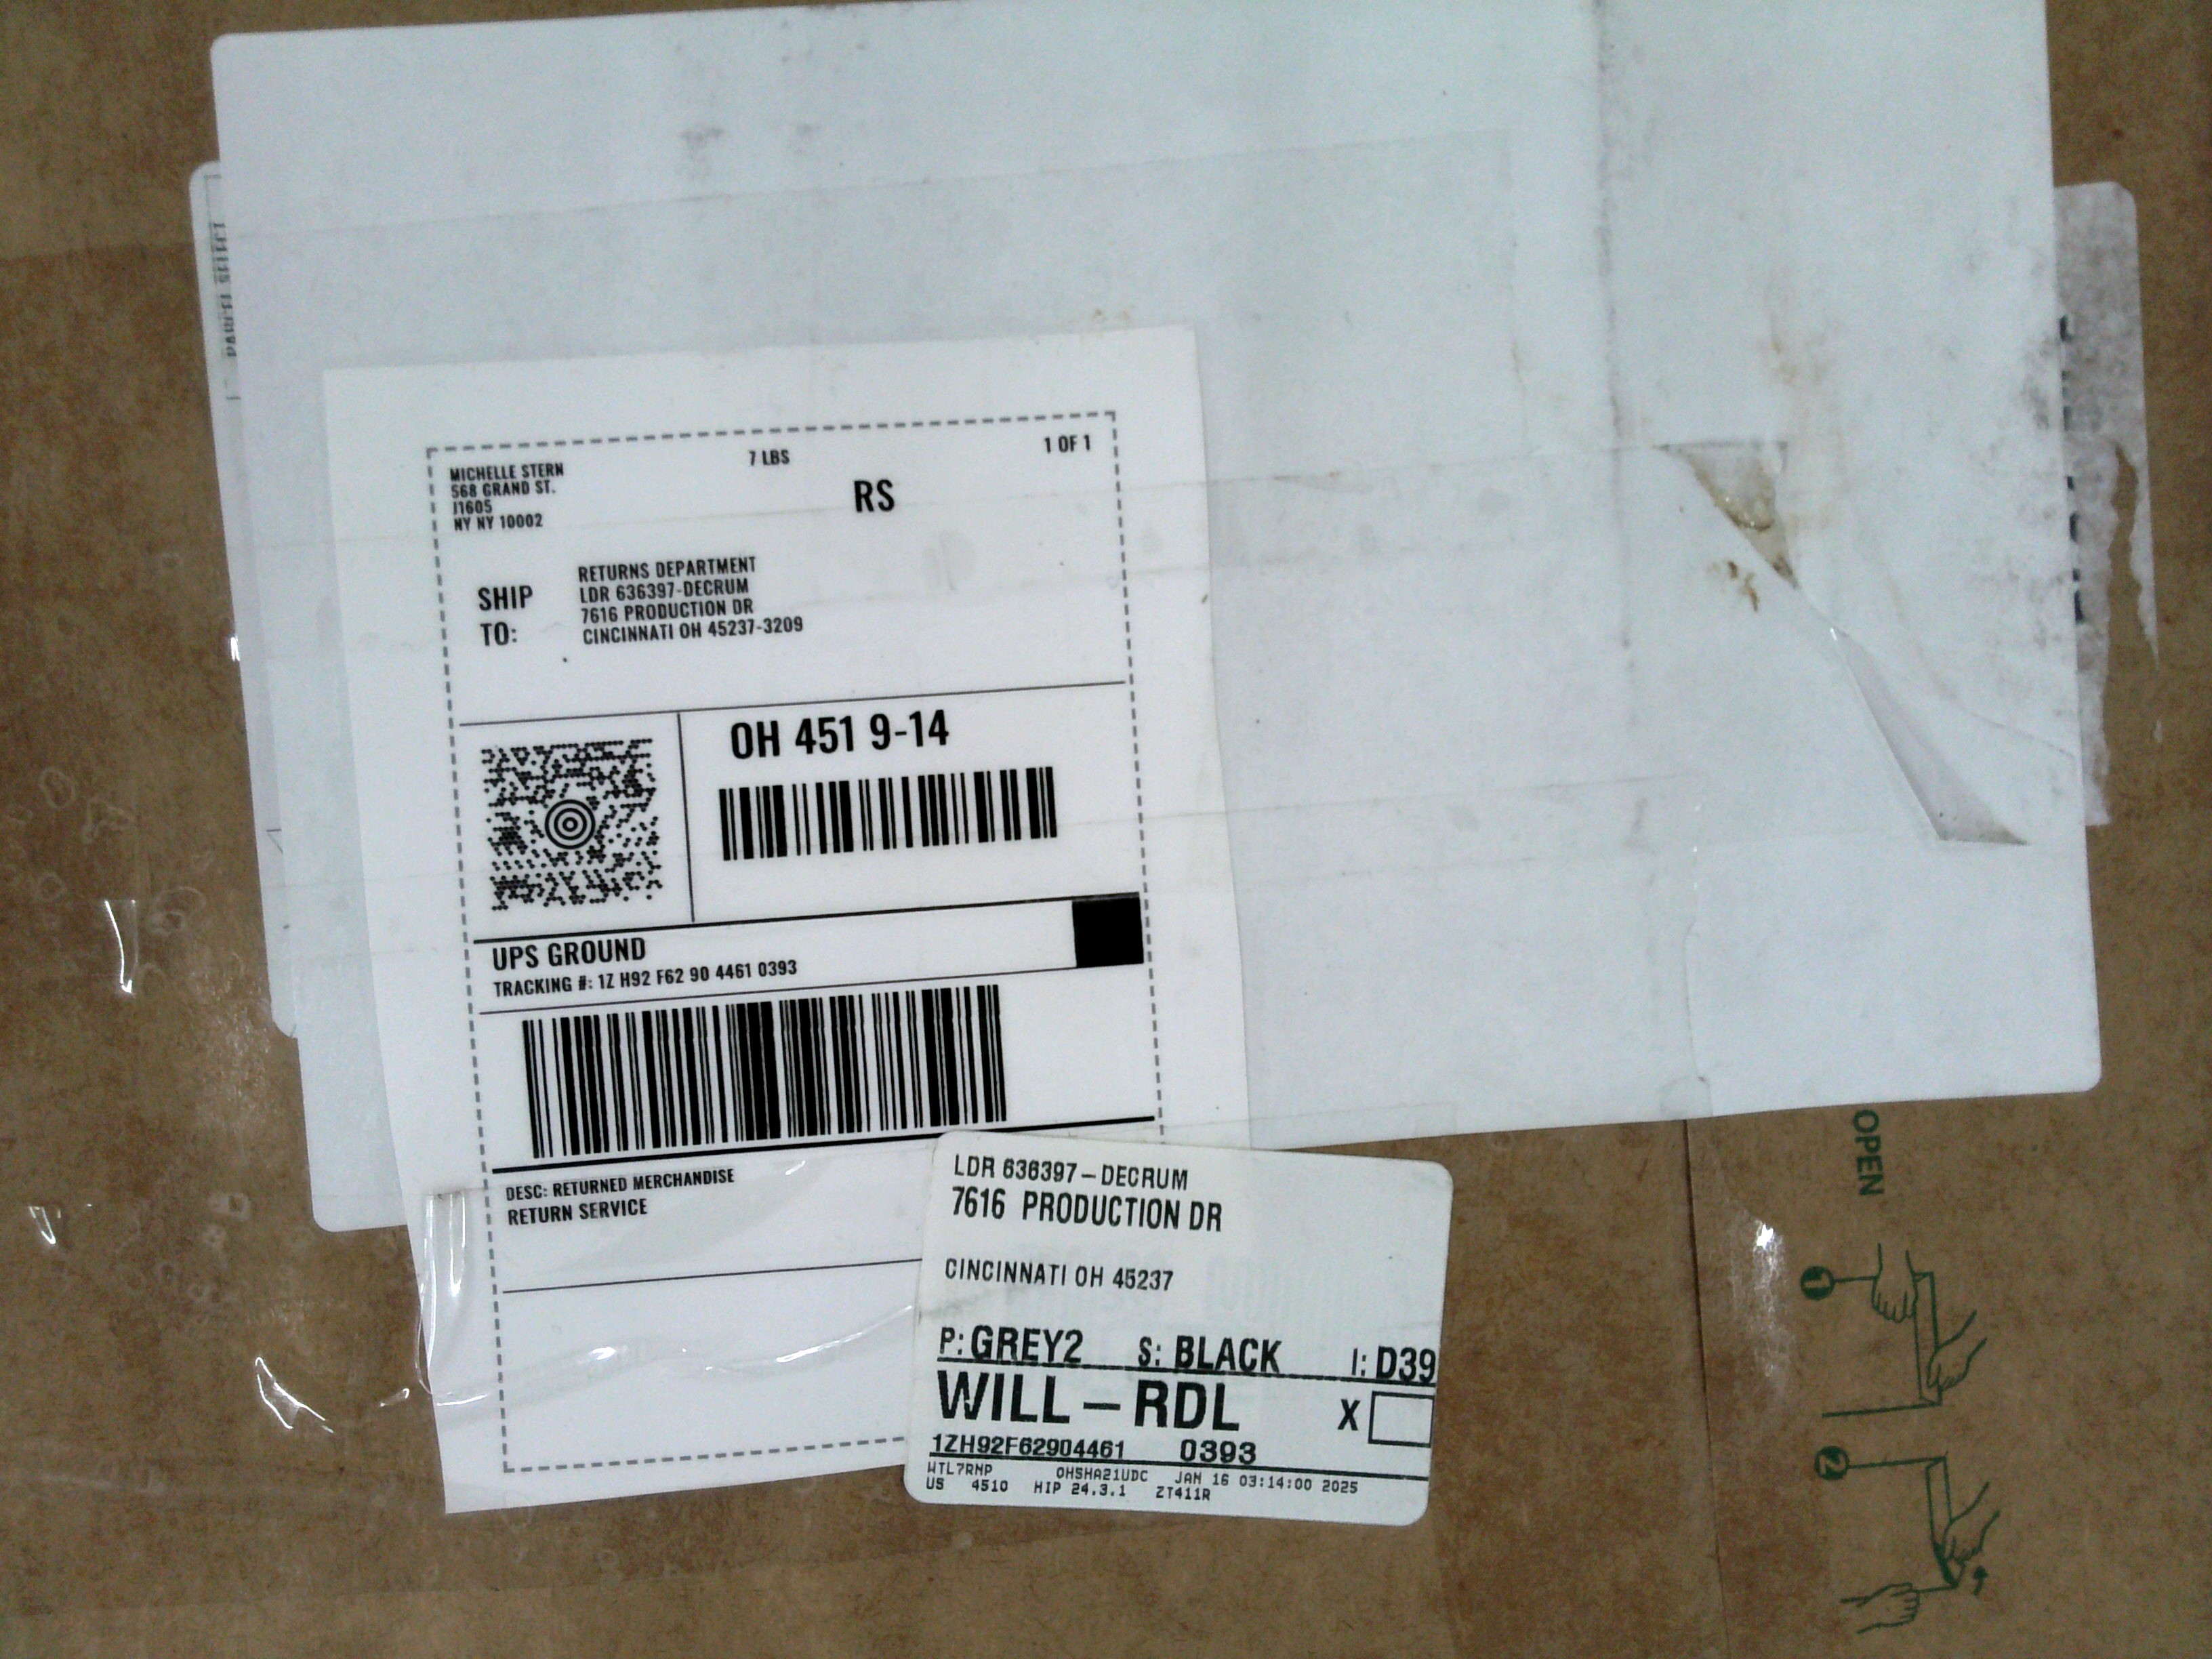 MICHELLE STERN
568 GRAND ST.
J1605
NY NY 10002
7 LBS
1 OF 1
RS
SHIP TO:
RETURNS DEPARTMENT
LDR 636397-DECRUM
7616 PRODUCTION DR
CINCINNATI OH 45237-3209
OH 451 9-14
UPS GROUND
TRACKING #: 1Z H92 F62 90 4461 0393
DESC: RETURNED MERCHANDISE
RETURN SERVICE
LDR 636397-DECRUM
7616 PRODUCTION DR
CINCINNATI OH 45237
P: GREY2 S: BLACK I: D39
WILL-RDL X
1ZH92F62904461 0393
WTL7RNP OHSHA21UDC JAN 16 03:14:00 2025
US 4510 HIP 24.3.1 ZT411R
OPEN
1
2